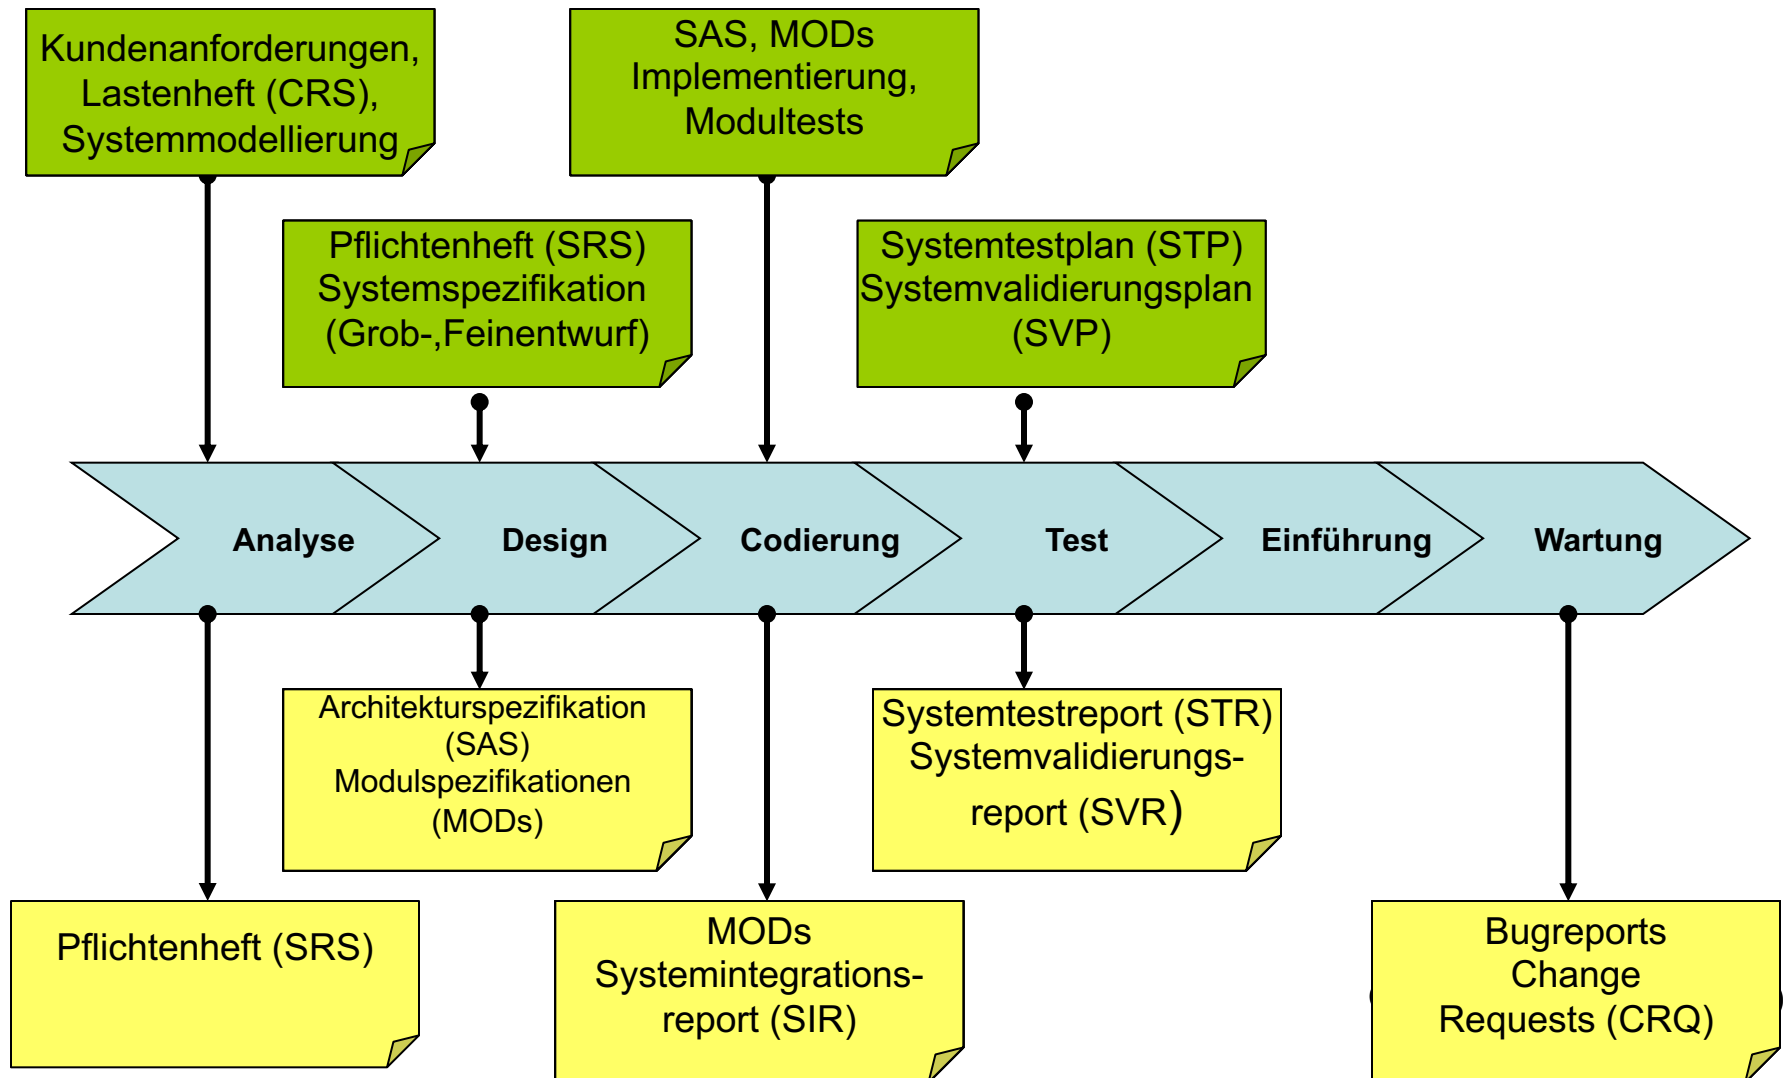 Kundenanforderungen,
Lastenheft (CRS),
Systemmodellierung
SAS, MODs
Implementierung,
Modultests
Pflichtenheft (SRS)
Systemspezifikation
(Grob-,Feinentwurf)
Systemtestplan (STP)
Systemvalidierungsplan
(SVP)
Analyse
Design
Codierung
Test
Einführung
Wartung
Architekturspezifikation
(SAS)
Modulspezifikationen
(MODs)
Systemtestreport (STR)
Systemvalidierungs-
report (SVR)
Pflichtenheft (SRS)
MODs
Systemintegrations-
report (SIR)
Bugreports
Change
Requests (CRQ)